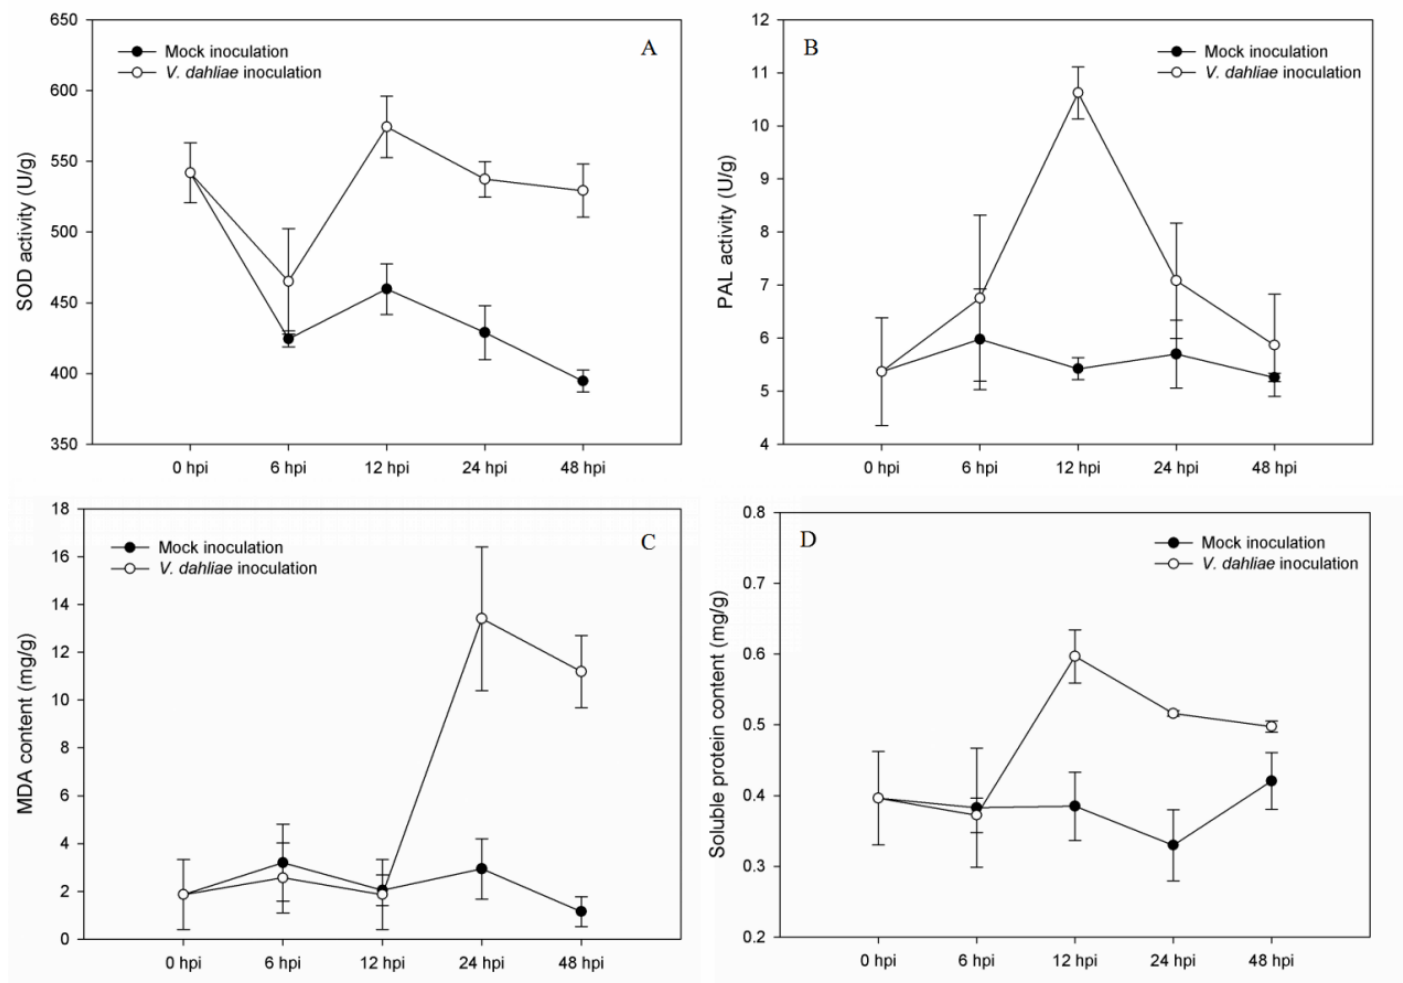 A
Mock inoculation
V. dahliae inoculation
SOD activity (U/g)
650
600
550
500
450
400
350
0 hpi 6 hpi 12 hpi 24 hpi 48 hpi
B
Mock inoculation
V. dahliae inoculation
PAL activity (U/g)
12
11
10
9
8
7
6
5
4
0 hpi 6 hpi 12 hpi 24 hpi 48 hpi
C
Mock inoculation
V. dahliae inoculation
MDA content (mg/g)
18
16
14
12
10
8
6
4
2
0
0 hpi 6 hpi 12 hpi 24 hpi 48 hpi
D
Mock inoculation
V. dahliae inoculation
Soluble protein content (mg/g)
0.8
0.7
0.6
0.5
0.4
0.3
0.2
0 hpi 6 hpi 12 hpi 24 hpi 48 hpi